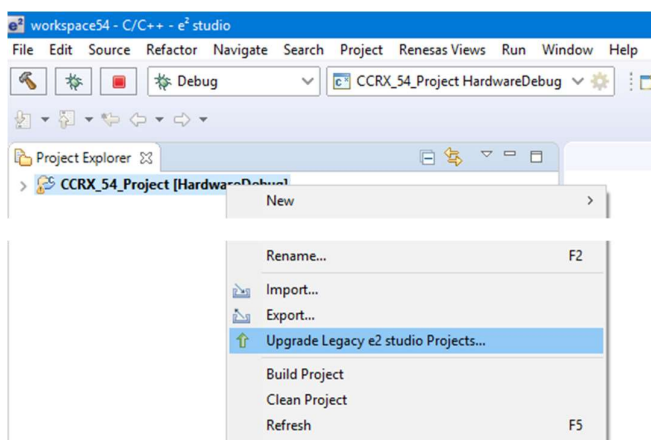 e² workspace54 - C/C++ - e² studio
File Edit Source Refactor Navigate Search Project Renesas Views Run Window Help
Debug CCRX_54_Project HardwareDebug
Project Explorer
CCRX_54_Project [HardwareDebug]
New
Rename... F2
Import...
Export...
Upgrade Legacy e2 studio Projects...
Build Project
Clean Project
Refresh F5